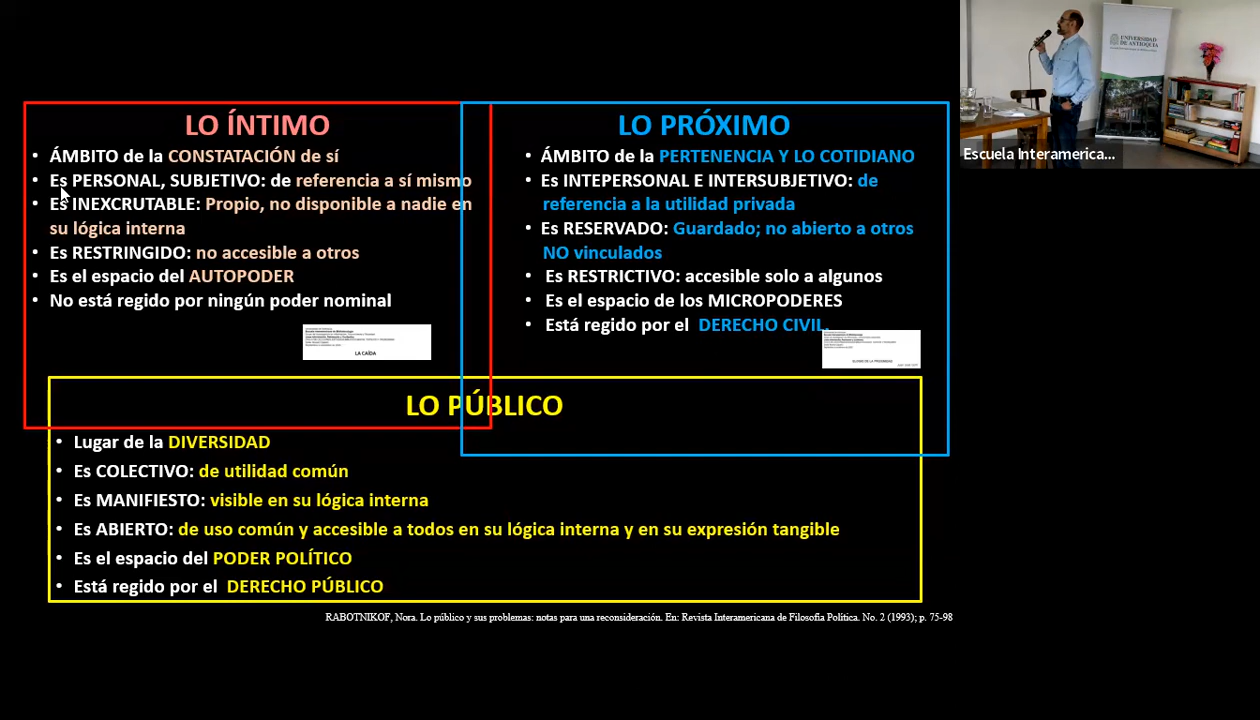 LO ÍNTIMO
• ÁMBITO de la CONSTATACIÓN de sí
• Es PERSONAL, SUBJETIVO: de referencia a sí mismo
• Es INEXCRUTABLE: Propio, no disponible a nadie en
su lógica interna
• Es RESTRINGIDO: no accesible a otros
• Es el espacio del AUTOPODER
• No está regido por ningún poder nominal
LA CAÍDA
LO PRÓXIMO
• ÁMBITO de la PERTENENCIA Y LO COTIDIANO
• Es INTEPERSONAL E INTERSUBJETIVO: de
referencia a la utilidad privada
• Es RESERVADO: Guardado; no abierto a otros
NO vinculados
• Es RESTRICTIVO: accesible solo a algunos
• Es el espacio de los MICROPODERES
• Está regido por el DERECHO CIVIL.
LO PÚBLICO
• Lugar de la DIVERSIDAD
• Es COLECTIVO: de utilidad común
• Es MANIFIESTO: visible en su lógica interna
• Es ABIERTO: de uso común y accesible a todos en su lógica interna y en su expresión tangible
• Es el espacio del PODER POLÍTICO
• Está regido por el DERECHO PÚBLICO
RABOTNIKOF, Nora. Lo público y sus problemas: notas para una reconsideración. En: Revista Interamericana de Filosofía Política. No. 2 (1993); p. 75-98
UNIVERSIDAD
DE ANTIOQUIA
Escuela Interamerica...